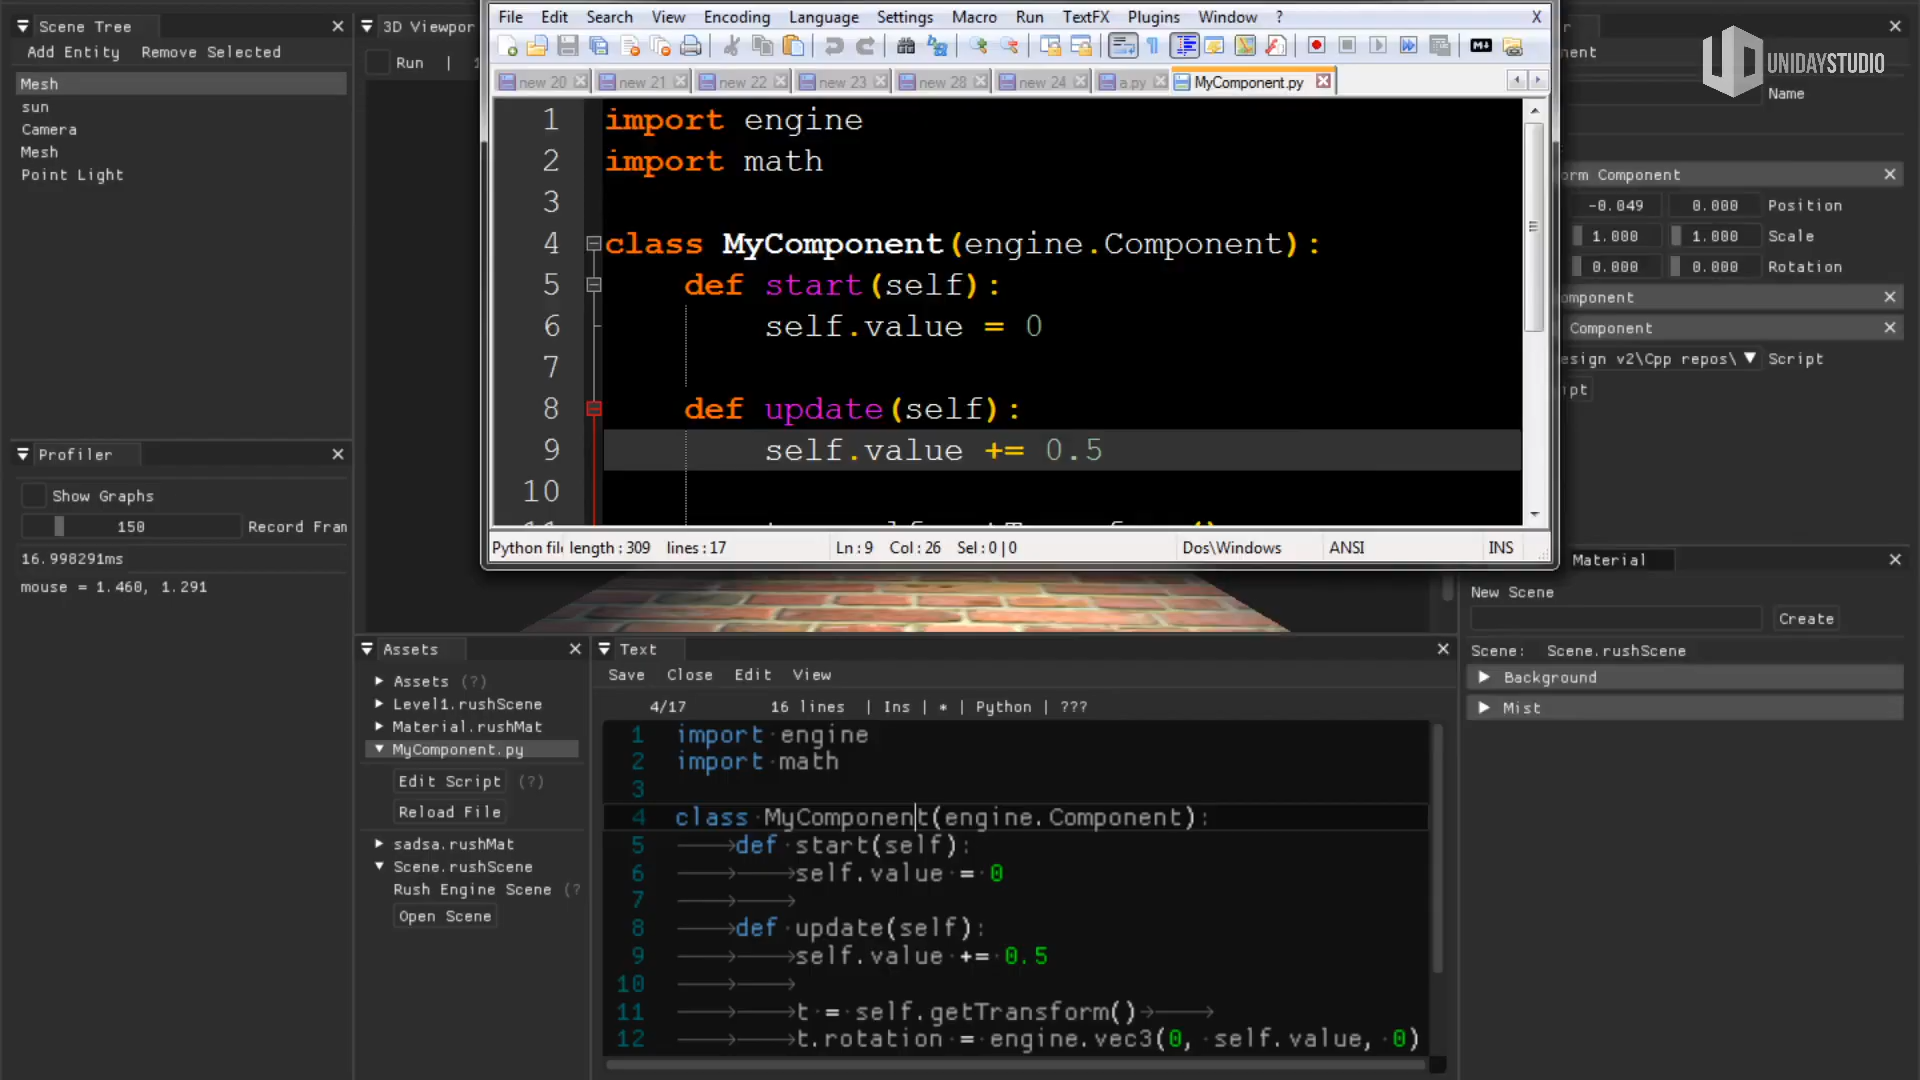 Scene Tree
Add Entity Remove Selected
Mesh
sun
Camera
Mesh
Point Light
Profiler
Show Graphs
150 Record Fram
16.998291ms
mouse = 1.460, 1.291
3D Viewpor
Run |
File Edit Search View Encoding Language Settings Macro Run TextFX Plugins Window ? X
new 20 new 21 new 22 new 23 new 28 new 24 a.py MyComponent.py
1 import engine
2 import math
3
4 class MyComponent(engine.Component):
5 def start(self):
6 self.value = 0
7
8 def update(self):
9 self.value += 0.5
10
Python fil length : 309 lines : 17 Ln : 9 Col : 26 Sel : 0 | 0 Dos\Windows ANSI INS
UNIDAYSTUDIO
Name
orm Component
-0.049 0.000 Position
1.000 1.000 Scale
0.000 0.000 Rotation
omponent
Component
esign v2\Cpp repos\ Script
ipt
Assets
Assets (?)
Level1.rushScene
Material.rushMat
MyComponent.py
Edit Script (?)
Reload File
sadsa.rushMat
Scene.rushScene
Rush Engine Scene (?
Open Scene
Text
Save Close Edit View
4/17 16 lines | Ins | * | Python | ???
1 import engine
2 import math
3
4 class MyComponent(engine.Component):
5 def start(self):
6 self.value = 0
7
8 def update(self):
9 self.value += 0.5
10
11 t = self.getTransform()
12 t.rotation = engine.vec3(0, self.value, 0)
Material
New Scene
Create
Scene: Scene.rushScene
Background
Mist